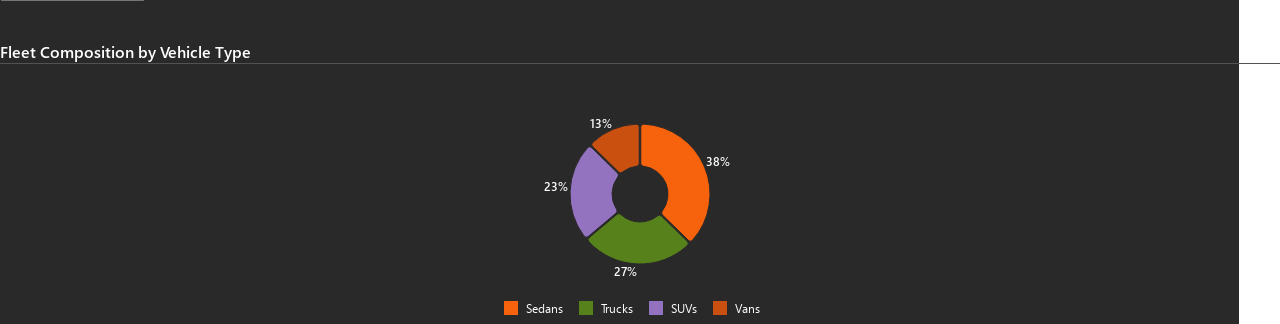 Fleet Composition by Vehicle Type
13%
38%
23%
27%
Sedans Trucks SUVs Vans